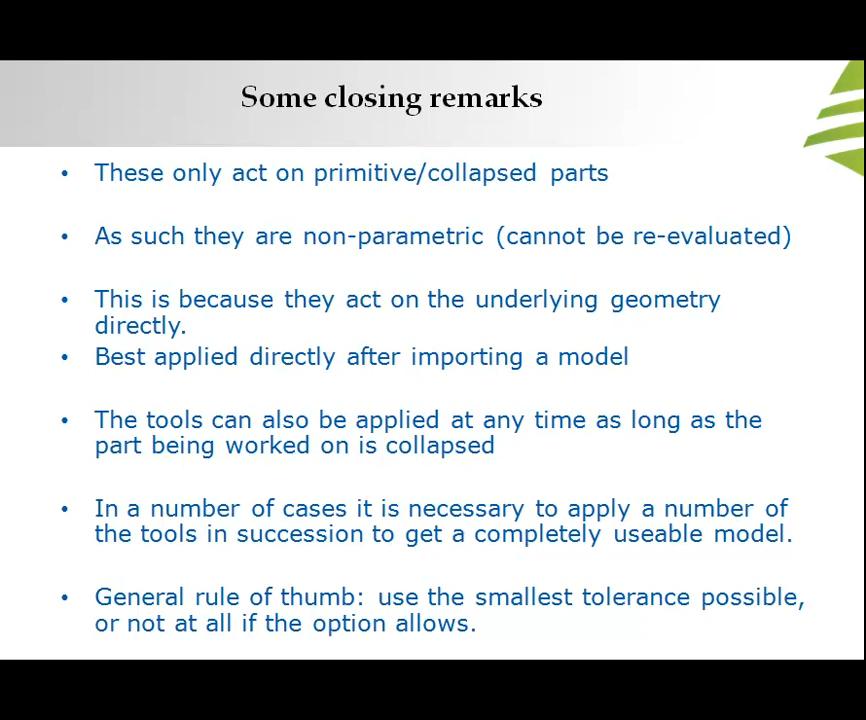 Some closing remarks
• These only act on primitive/collapsed parts
• As such they are non-parametric (cannot be re-evaluated)
• This is because they act on the underlying geometry
directly.
• Best applied directly after importing a model
• The tools can also be applied at any time as long as the
part being worked on is collapsed
• In a number of cases it is necessary to apply a number of
the tools in succession to get a completely useable model.
• General rule of thumb: use the smallest tolerance possible,
or not at all if the option allows.